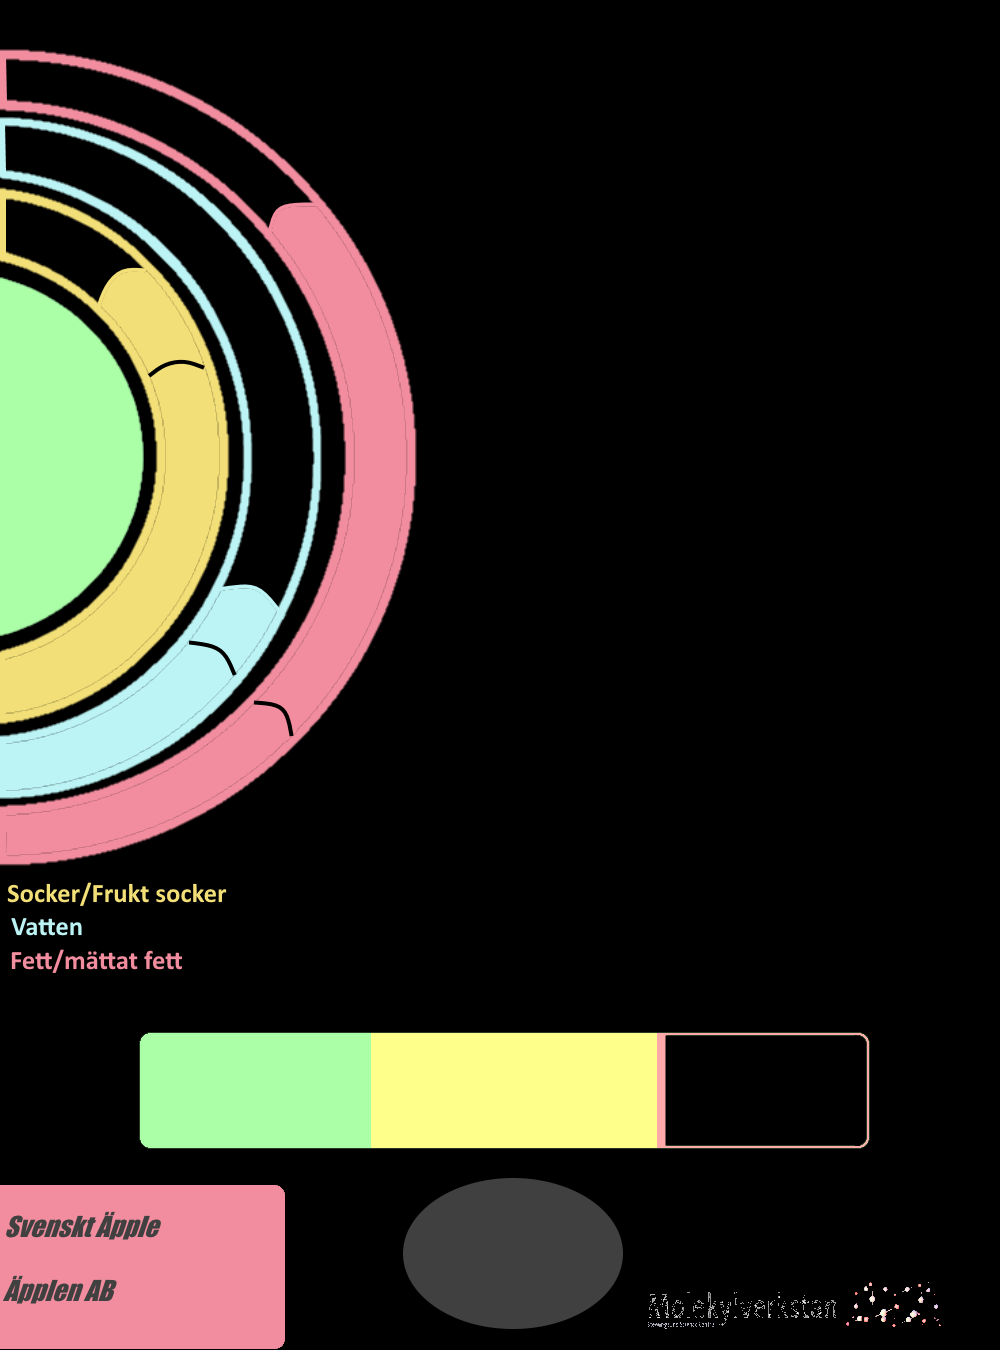 Socker/Frukt socker
Vatten
Fett/mättat fett
Svenskt Äpple
Äpplen AB
Molekylverkstan